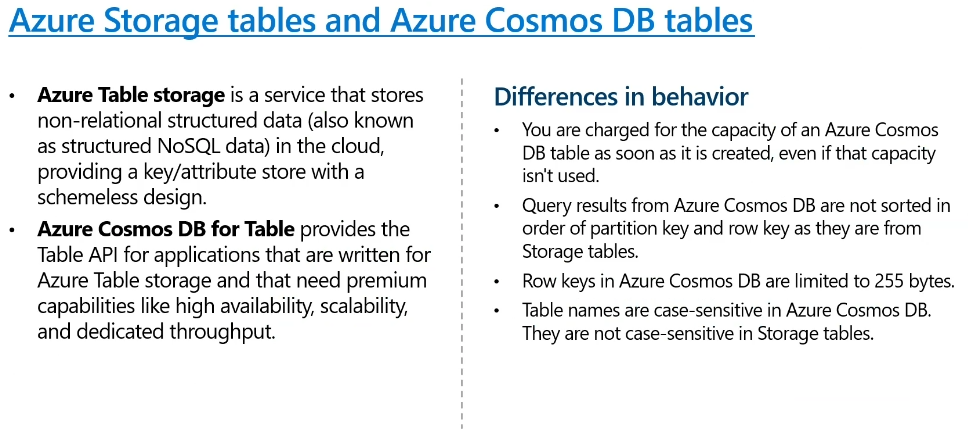 Azure Storage tables and Azure Cosmos DB tables
• Azure Table storage is a service that stores
non-relational structured data (also known
as structured NoSQL data) in the cloud,
providing a key/attribute store with a
schemeless design.
• Azure Cosmos DB for Table provides the
Table API for applications that are written for
Azure Table storage and that need premium
capabilities like high availability, scalability,
and dedicated throughput.
Differences in behavior
• You are charged for the capacity of an Azure Cosmos
DB table as soon as it is created, even if that capacity
isn't used.
• Query results from Azure Cosmos DB are not sorted in
order of partition key and row key as they are from
Storage tables.
• Row keys in Azure Cosmos DB are limited to 255 bytes.
• Table names are case-sensitive in Azure Cosmos DB.
They are not case-sensitive in Storage tables.